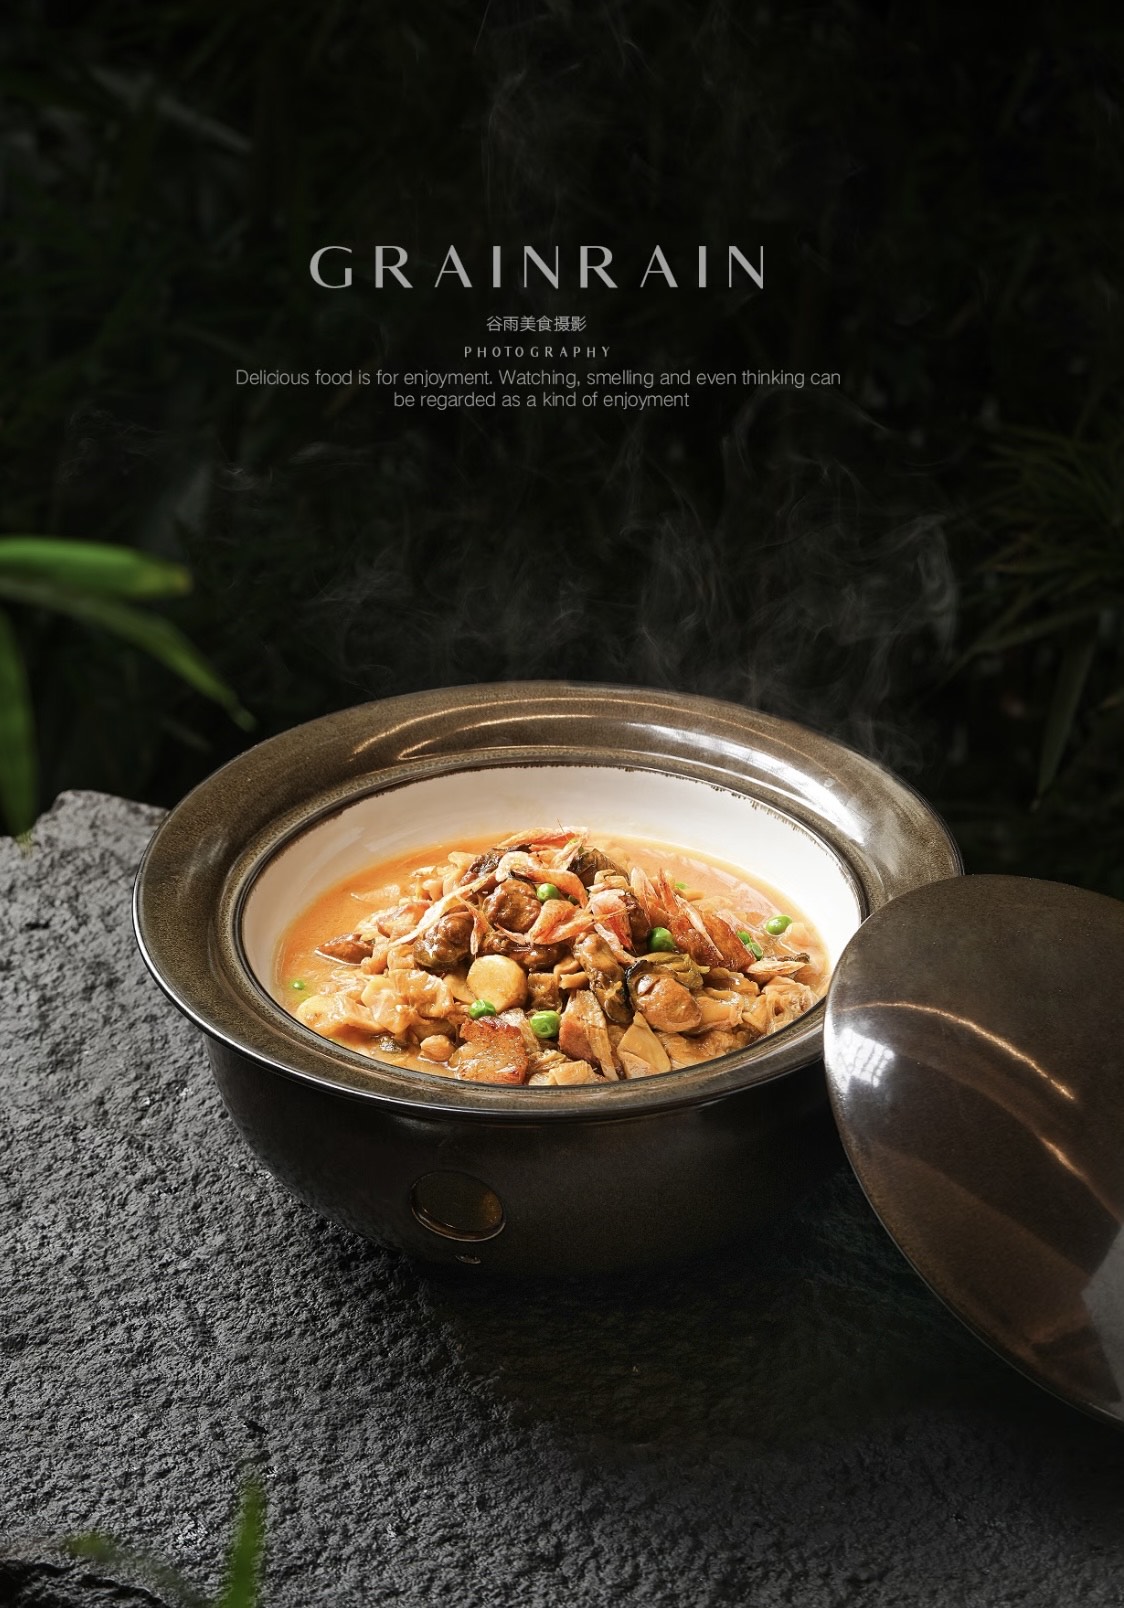 GRAINRAIN
谷雨美食摄影
PHOTOGRAPHY
Delicious food is for enjoyment. Watching, smelling and even thinking can
be regarded as a kind of enjoyment